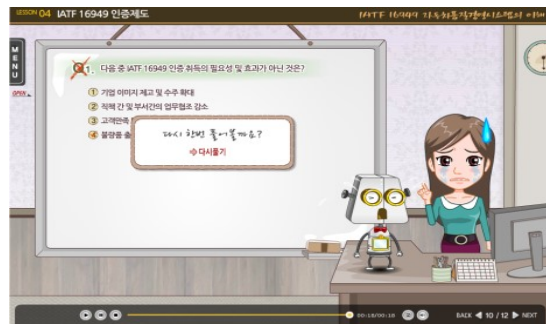 LESSON 04 IATF 16949 인증제도
IATF 16949 자동차품질경영시스템의 이해
MENU
OPEN
Q1. 다음 중 IATF 16949 인증 취득의 필요성 및 효과가 아닌 것은?
① 기업 이미지 제고 및 수주 확대
② 직책 간 및 부서간의 업무협조 감소
③ 고객만족
④ 불량품 출
다시 한번 풀어볼까요?
다시풀기
00:18/00:18
BACK ◀ 10 / 12 ▶ NEXT